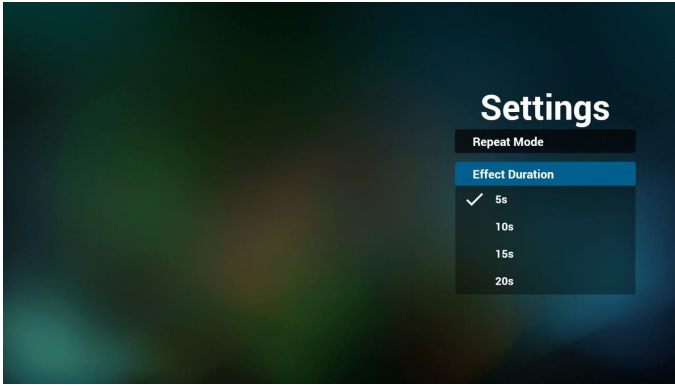 Settings
Repeat Mode
Effect Duration
5s
10s
15s
20s